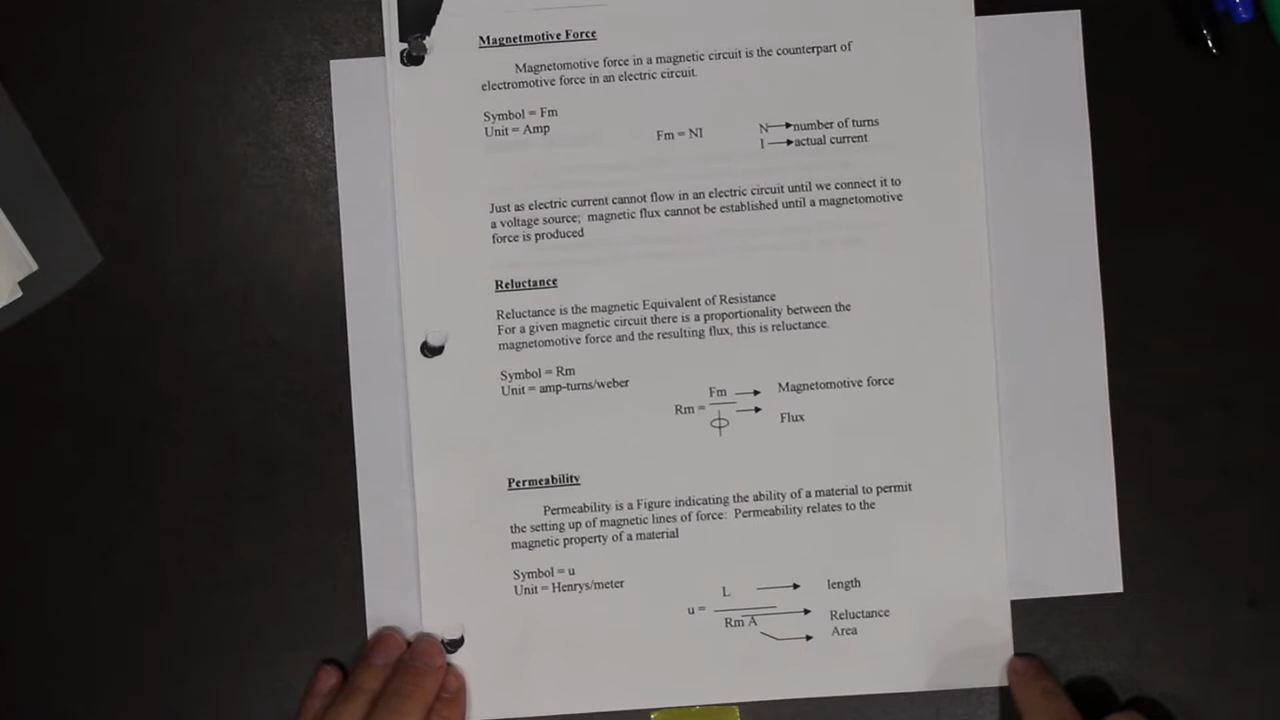 Magnetmotive Force
Magnetomotive force in a magnetic circuit is the counterpart of
electromotive force in an electric circuit.
Symbol = Fm
Unit = Amp
Fm = NI
N → number of turns
I → actual current
Just as electric current cannot flow in an electric circuit until we connect it to
a voltage source; magnetic flux cannot be established until a magnetomotive
force is produced
Reluctance
Reluctance is the magnetic Equivalent of Resistance
For a given magnetic circuit there is a proportionality between the
magnetomotive force and the resulting flux, this is reluctance.
Symbol = Rm
Unit = amp-turns/weber
Fm → Magnetomotive force
Rm =
Φ → Flux
Permeability
Permeability is a Figure indicating the ability of a material to permit
the setting up of magnetic lines of force: Permeability relates to the
magnetic property of a material
Symbol = u
Unit = Henrys/meter
L → length
u =
Rm A → Reluctance
→ Area